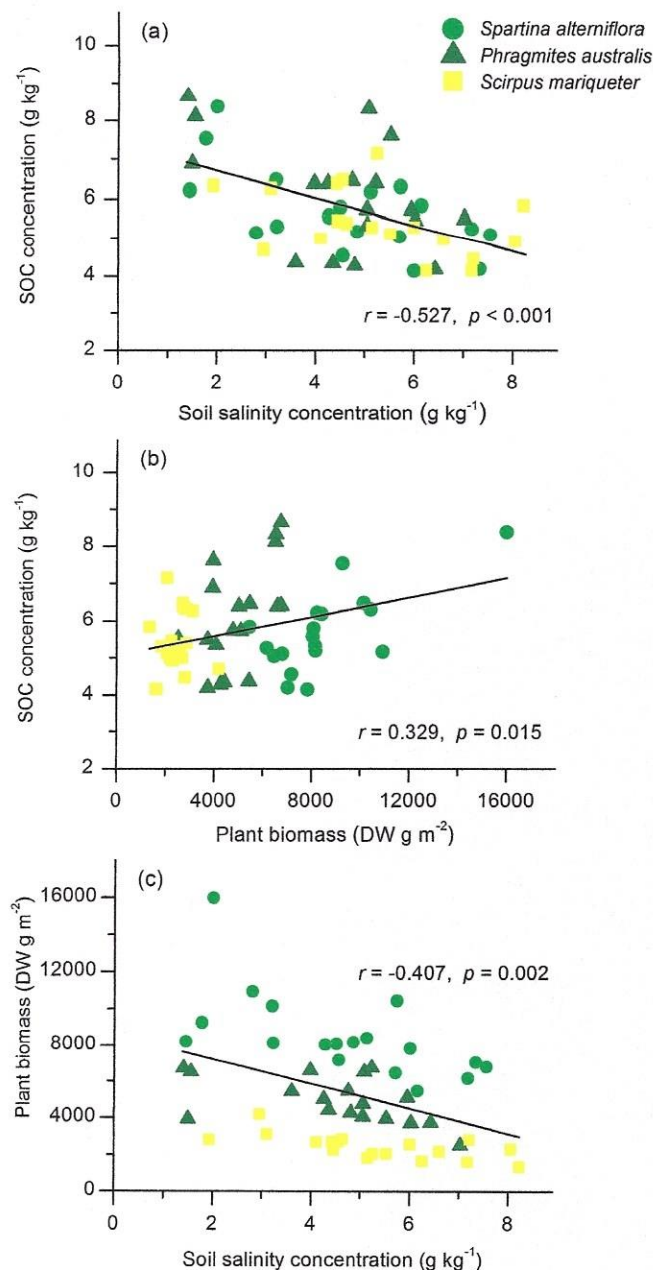 (a)
Spartina alterniflora
Phragmites australis
Scirpus mariqueter
10
8
6
4
2
SOC concentration (g kg⁻¹)
r = -0.527, p < 0.001
0 2 4 6 8
Soil salinity concentration (g kg⁻¹)
(b)
10
8
6
4
2
SOC concentration (g kg⁻¹)
r = 0.329, p = 0.015
0 4000 8000 12000 16000
Plant biomass (DW g m⁻²)
(c)
16000
12000
8000
4000
0
Plant biomass (DW g m⁻²)
r = -0.407, p = 0.002
0 2 4 6 8
Soil salinity concentration (g kg⁻¹)